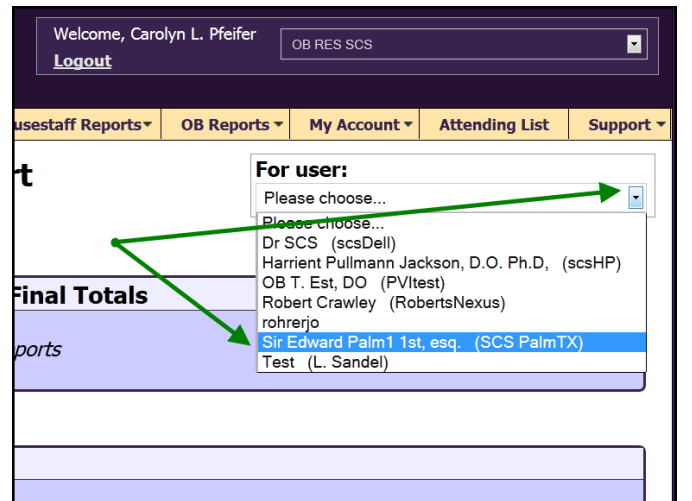 Welcome, Carolyn L. Pfeifer
Logout
OB RES SCS
usestaff Reports
OB Reports
My Account
Attending List
Support
rt
For user:
Please choose...
Please choose...
Dr SCS (scsDell)
Harrient Pullmann Jackson, D.O. Ph.D, (scsHP)
OB T. Est, DO (PVItest)
Robert Crawley (RobertsNexus)
rohrerjo
Sir Edward Palm1 1st, esq. (SCS PalmTX)
Test (L. Sandel)
Final Totals
ports